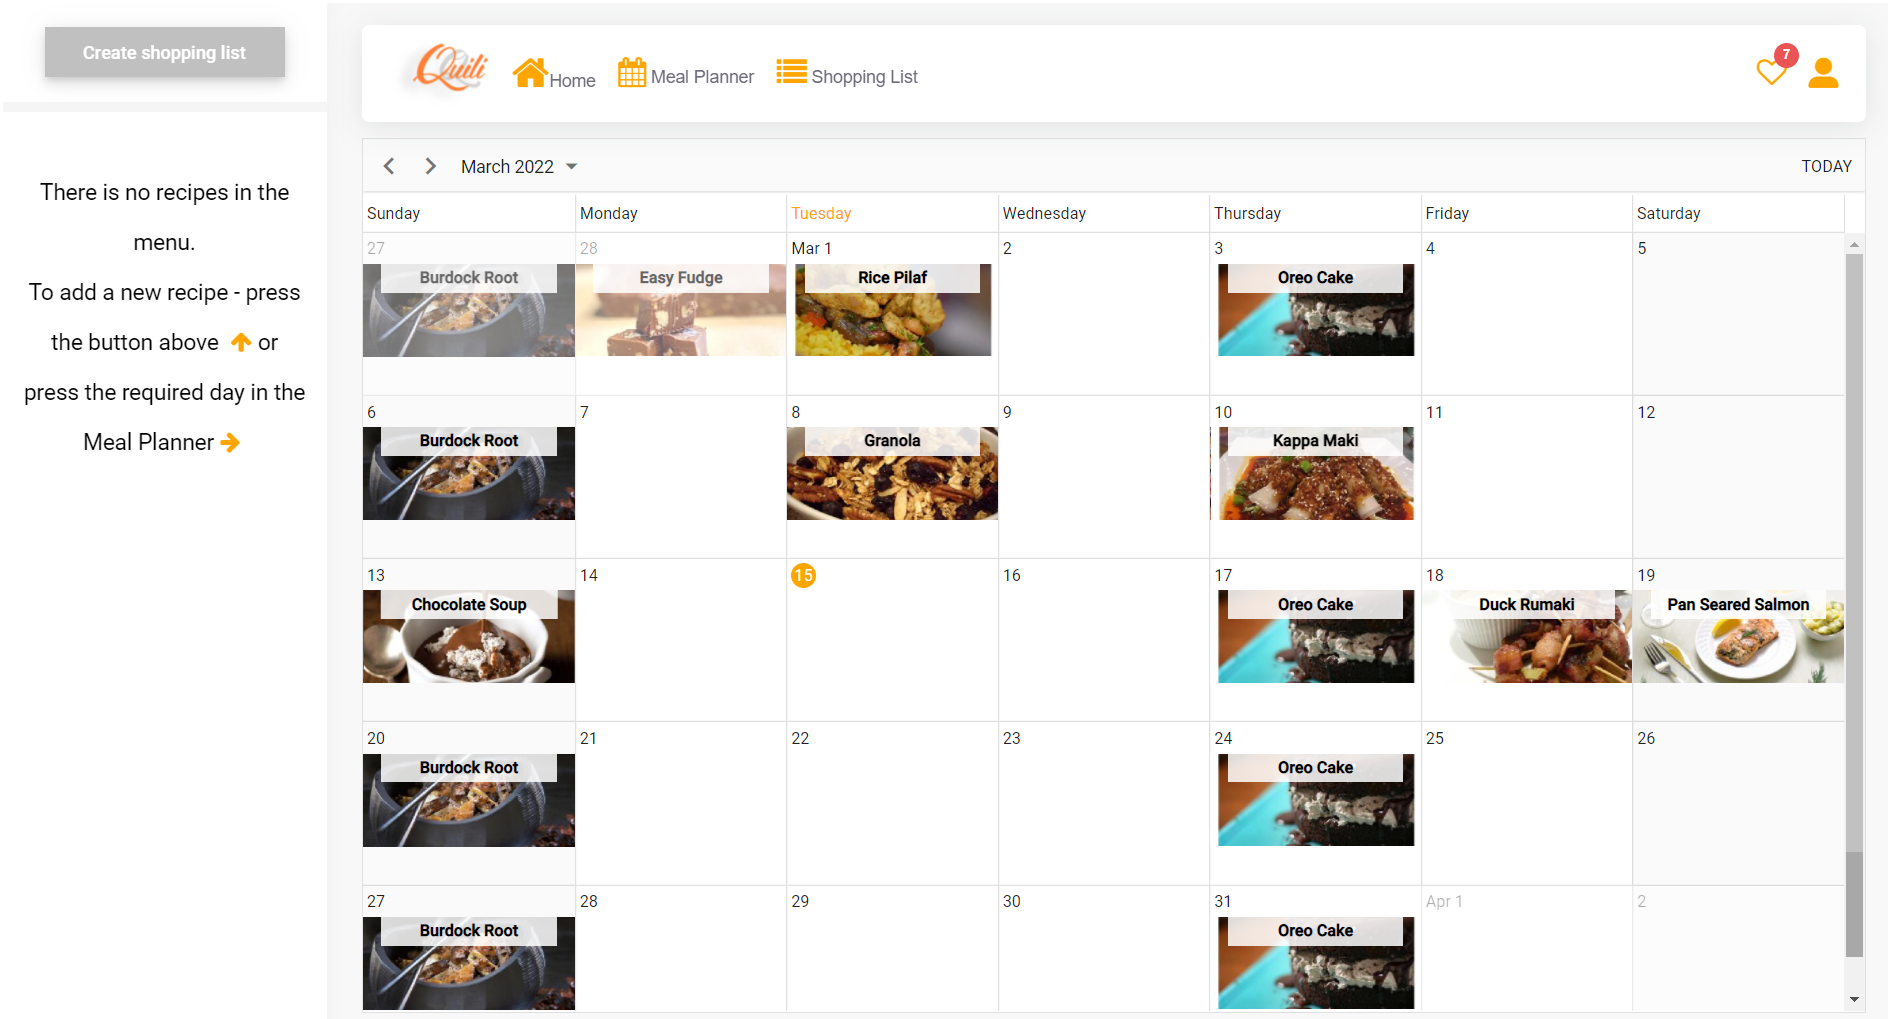 Create shopping list
There is no recipes in the
menu.
To add a new recipe - press
the button above or
press the required day in the
Meal Planner
Quili
Home
Meal Planner
Shopping List
7
March 2022
TODAY
Sunday Monday Tuesday Wednesday Thursday Friday Saturday
27 28 Mar 1 2 3 4 5
Burdock Root Easy Fudge Rice Pilaf Oreo Cake
6 7 8 9 10 11 12
Burdock Root Granola Kappa Maki
13 14 15 16 17 18 19
Chocolate Soup Oreo Cake Duck Rumaki Pan Seared Salmon
20 21 22 23 24 25 26
Burdock Root Oreo Cake
27 28 29 30 31 Apr 1 2
Burdock Root Oreo Cake